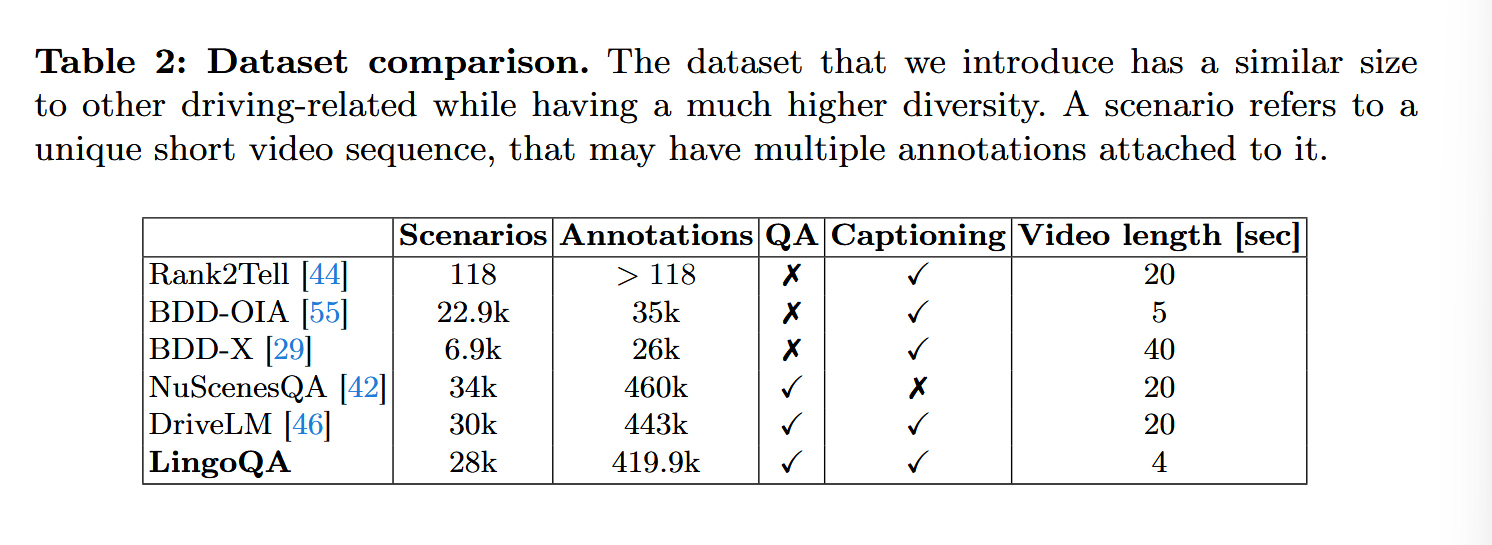 Table 2: Dataset comparison. The dataset that we introduce has a similar size
to other driving-related while having a much higher diversity. A scenario refers to a
unique short video sequence, that may have multiple annotations attached to it.
Scenarios Annotations QA Captioning Video length [sec]
Rank2Tell [44] 118 > 118 ✗ ✓ 20
BDD-OIA [55] 22.9k 35k ✗ ✓ 5
BDD-X [29] 6.9k 26k ✗ ✓ 40
NuScenesQA [42] 34k 460k ✓ ✗ 20
DriveLM [46] 30k 443k ✓ ✓ 20
LingoQA 28k 419.9k ✓ ✓ 4